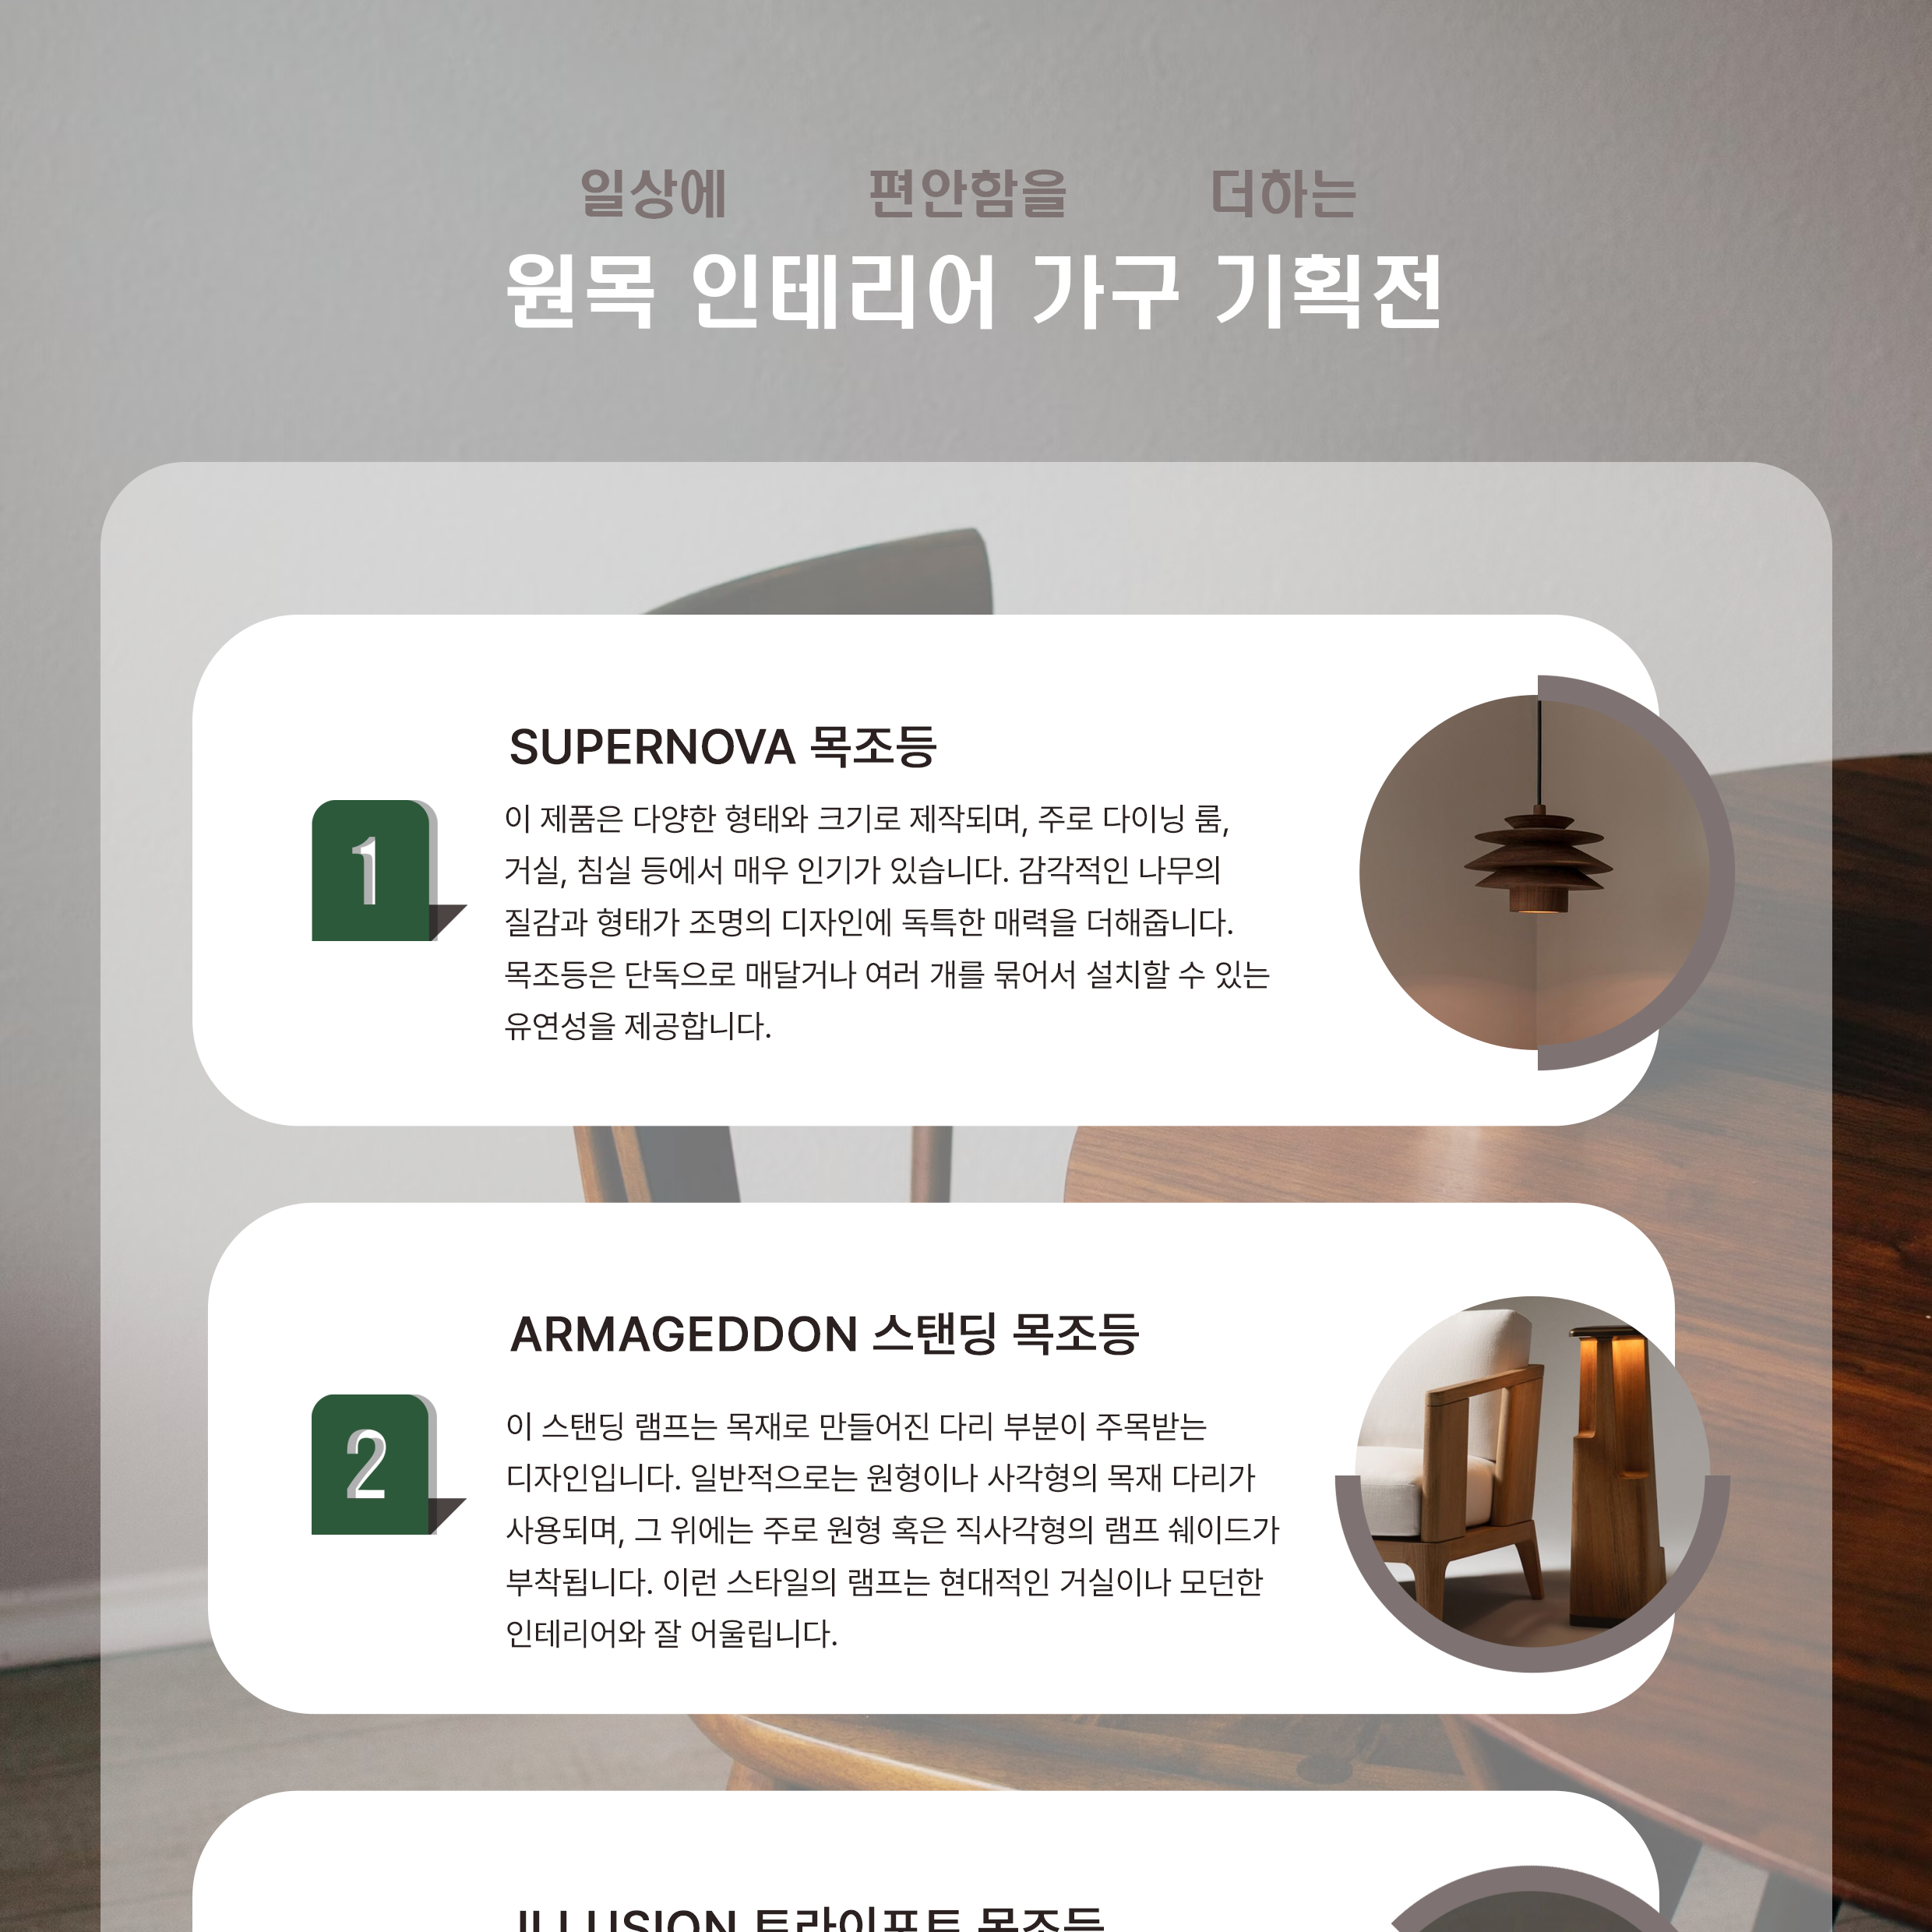 일상에 편안함을 더하는
원목 인테리어 가구 기획전
SUPERNOVA 목조등
1
이 제품은 다양한 형태와 크기로 제작되며, 주로 다이닝 룸,
거실, 침실 등에서 매우 인기가 있습니다. 감각적인 나무의
질감과 형태가 조명의 디자인에 독특한 매력을 더해줍니다.
목조등은 단독으로 매달거나 여러 개를 묶어서 설치할 수 있는
유연성을 제공합니다.
ARMAGEDDON 스탠딩 목조등
2
이 스탠딩 램프는 목재로 만들어진 다리 부분이 주목받는
디자인입니다. 일반적으로는 원형이나 사각형의 목재 다리가
사용되며, 그 위에는 주로 원형 혹은 직사각형의 램프 쉐이드가
부착됩니다. 이런 스타일의 램프는 현대적인 거실이나 모던한
인테리어와 잘 어울립니다.
ILLUSION 목조등